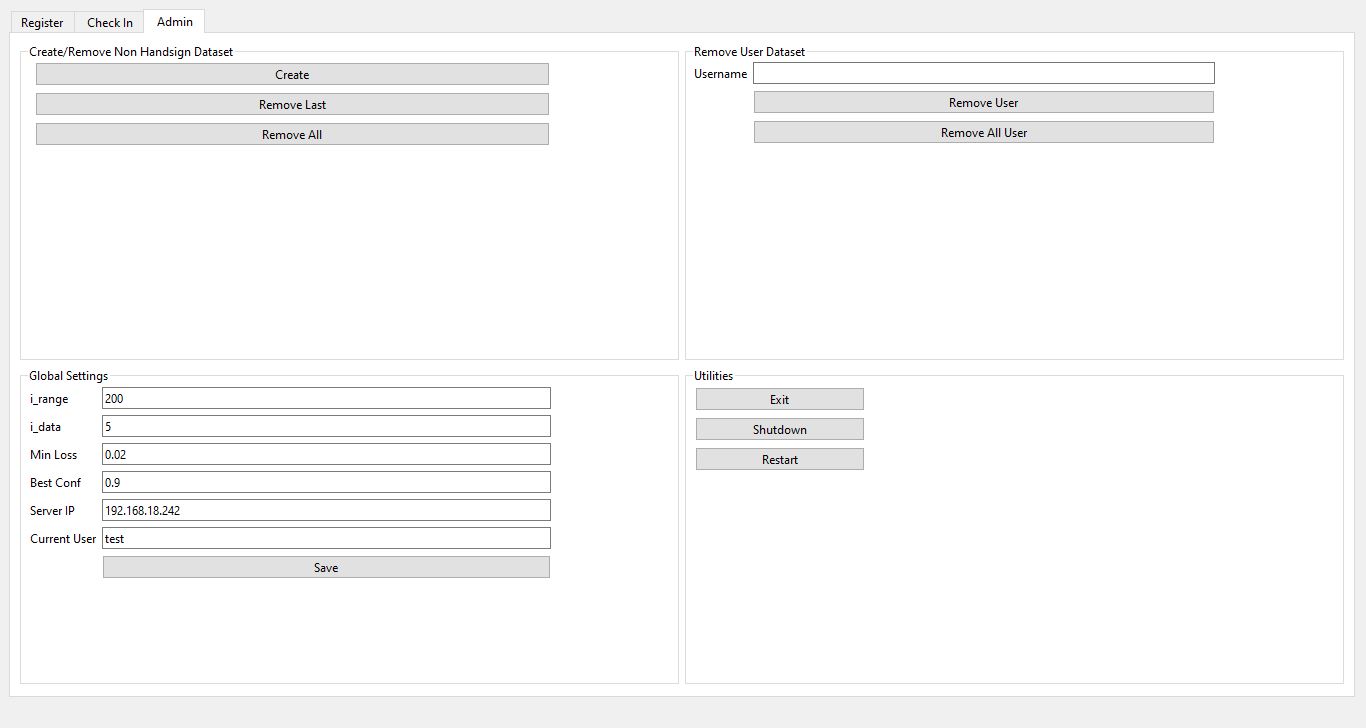 Register Check In Admin
Create/Remove Non Handsign Dataset
Create
Remove Last
Remove All
Remove User Dataset
Username
Remove User
Remove All User
Global Settings
i_range 200
i_data 5
Min Loss 0.02
Best Conf 0.9
Server IP 192.168.18.242
Current User test
Save
Utilities
Exit
Shutdown
Restart